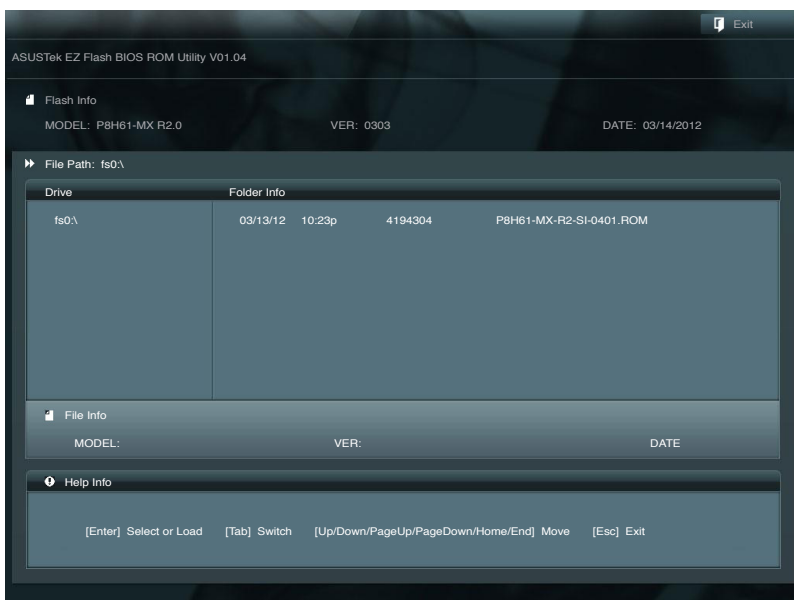 Exit
ASUSTek EZ Flash BIOS ROM Utility V01.04
Flash Info
MODEL: P8H61-MX R2.0 VER: 0303 DATE: 03/14/2012
File Path: fs0:\
Drive Folder Info
fs0:\ 03/13/12 10:23p 4194304 P8H61-MX-R2-SI-0401.ROM
File Info
MODEL: VER: DATE
Help Info
[Enter] Select or Load [Tab] Switch [Up/Down/PageUp/PageDown/Home/End] Move [Esc] Exit